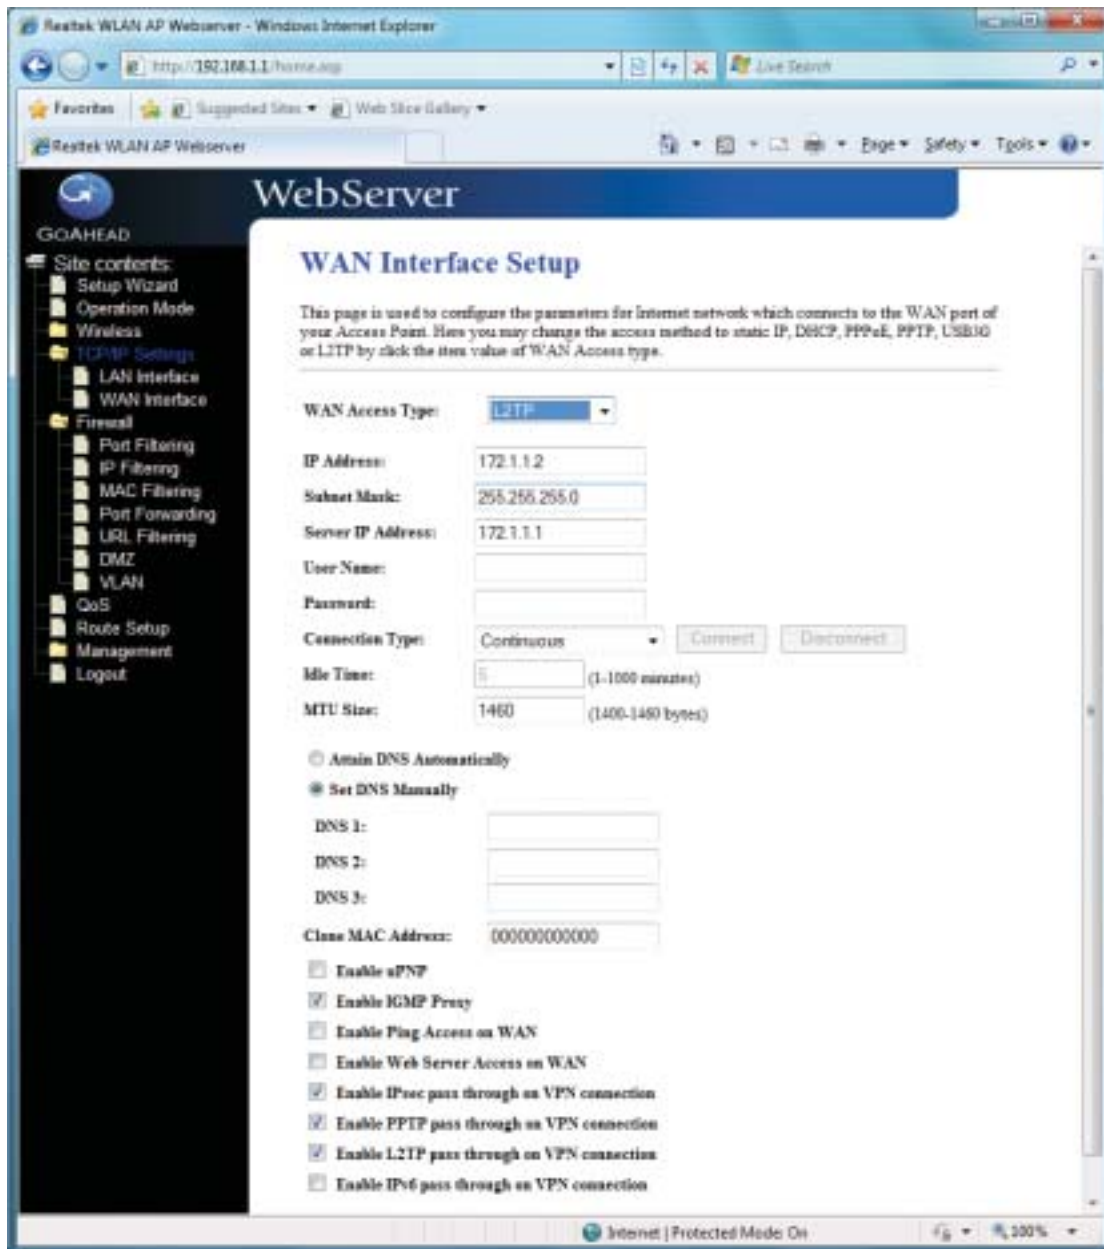 Realtek WLAN AP Webserver - Windows Internet Explorer
http://192.168.1.1/home.asp
Live Search
Favorites Suggested Sites Web Slice Gallery
Realtek WLAN AP Webserver Page Safety Tools
GOAHEAD WebServer
Site contents:
Setup Wizard
Operation Mode
Wireless
TCP/IP Settings
LAN Interface
WAN Interface
Firewall
Port Filtering
IP Filtering
MAC Filtering
Port Forwarding
URL Filtering
DMZ
VLAN
QoS
Route Setup
Management
Logout
WAN Interface Setup
This page is used to configure the parameters for Internet network which connects to the WAN port of
your Access Point. Here you may change the access method to static IP, DHCP, PPPoE, PPTP, USB3G
or L2TP by click the item value of WAN Access type.
WAN Access Type: L2TP
IP Address: 172.1.1.2
Subnet Mask: 255.255.255.0
Server IP Address: 172.1.1.1
User Name:
Password:
Connection Type: Continuous Connect Disconnect
Idle Time: 5 (1-1000 minutes)
MTU Size: 1460 (1400-1460 bytes)
Attain DNS Automatically
Set DNS Manually
DNS 1:
DNS 2:
DNS 3:
Clone MAC Address: 000000000000
Enable uPNP
Enable IGMP Proxy
Enable Ping Access on WAN
Enable Web Server Access on WAN
Enable IPsec pass through on VPN connection
Enable PPTP pass through on VPN connection
Enable L2TP pass through on VPN connection
Enable IPv6 pass through on VPN connection
Internet | Protected Mode: On 100%